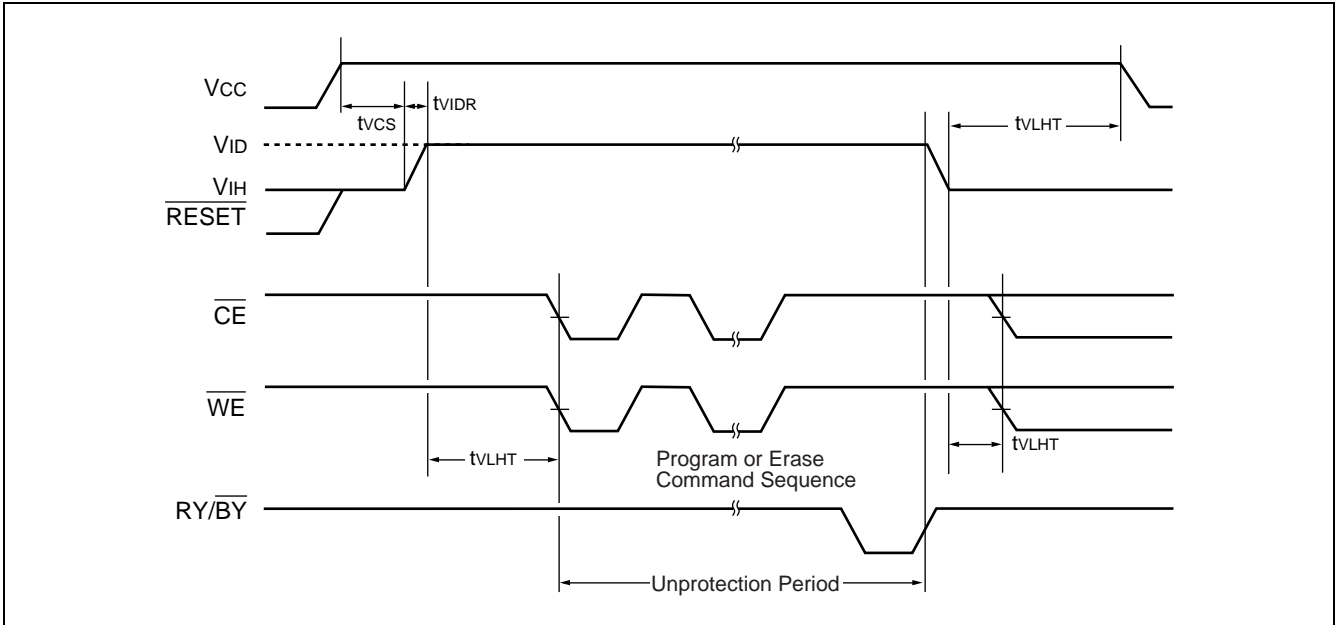 VCC
tVIDR
tVCS
tVLHT
VID
VIH
RESET
CE
WE
tVLHT
Program or Erase
Command Sequence
tVLHT
RY/BY
Unprotection Period